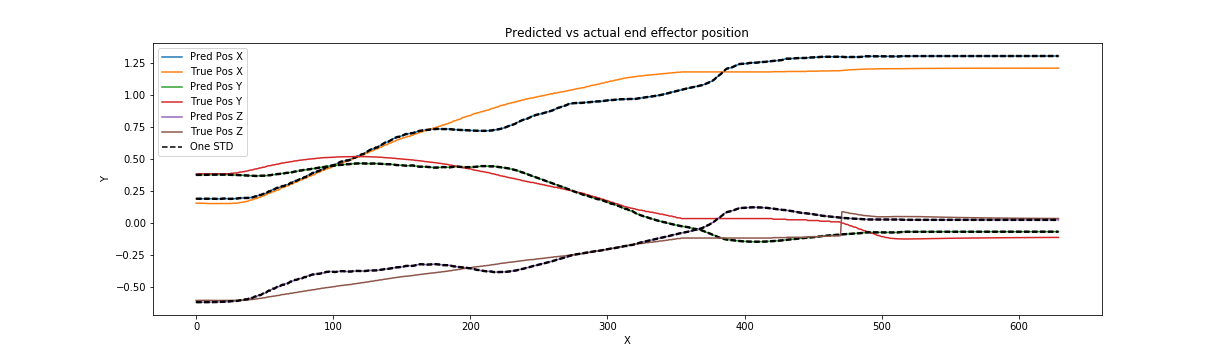 Predicted vs actual end effector position
Pred Pos X
True Pos X
Pred Pos Y
True Pos Y
Pred Pos Z
True Pos Z
One STD
1.25
1.00
0.75
0.50
0.25
0.00
−0.25
−0.50
Y
0 100 200 300 400 500 600
X